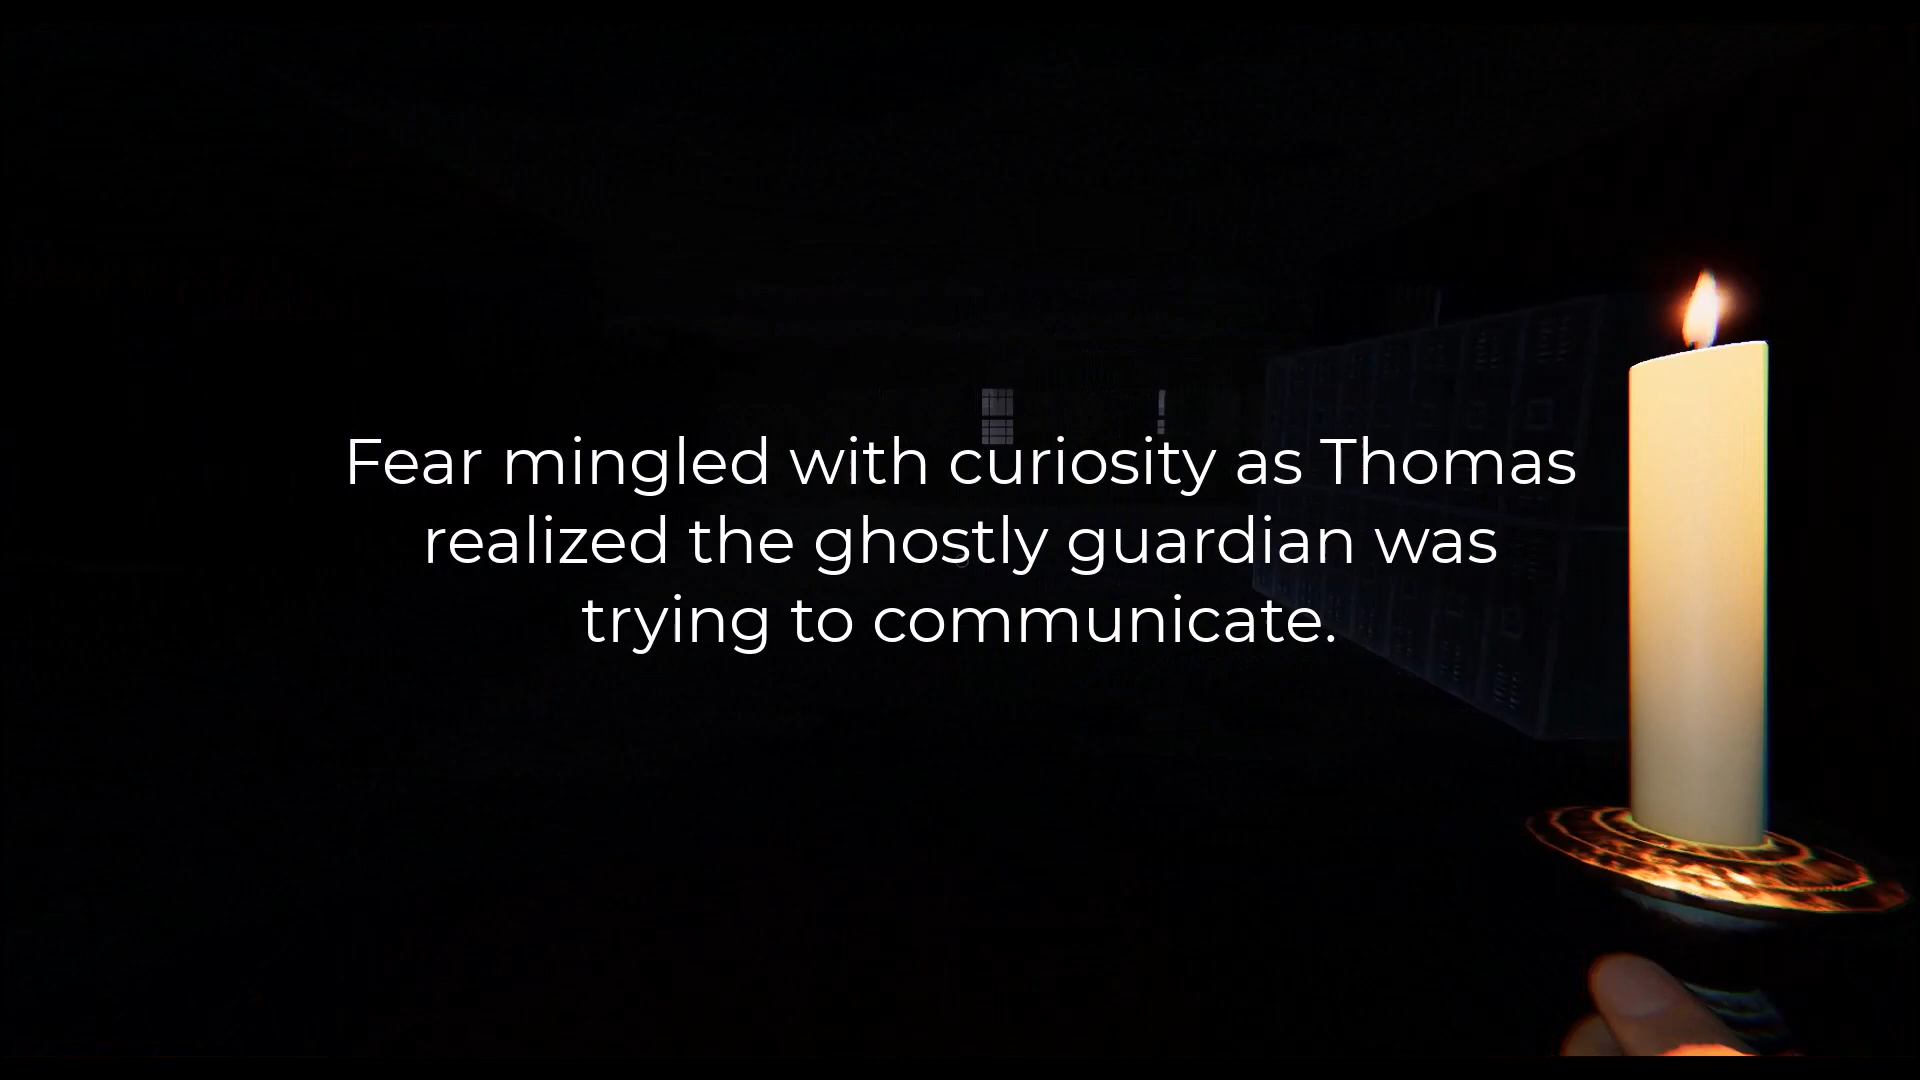 Fear mingled with curiosity as Thomas
realized the ghostly guardian was
trying to communicate.